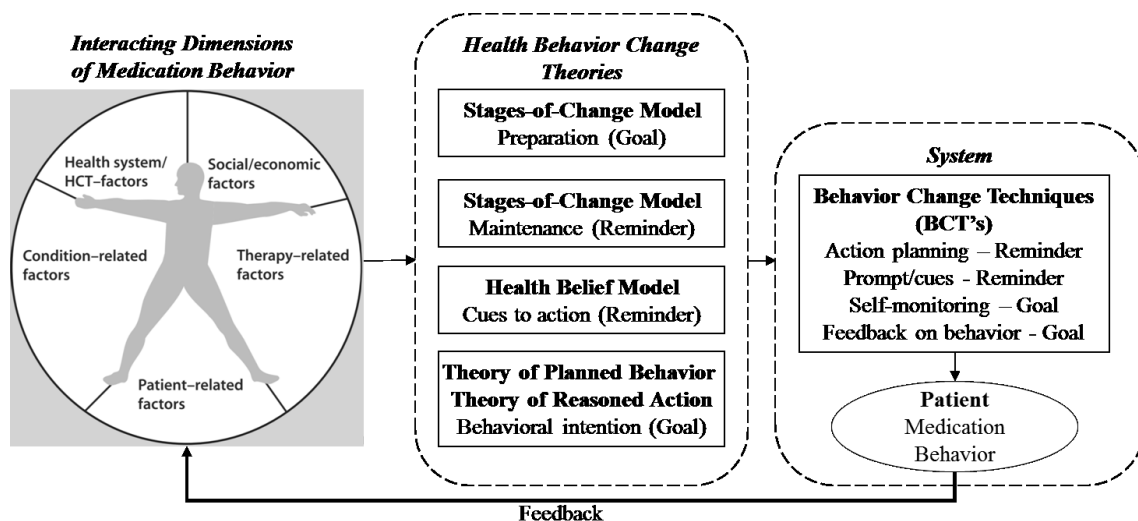 Interacting Dimensions
of Medication Behavior
Health system/
HCT–factors
Social/economic
factors
Condition–related
factors
Therapy–related
factors
Patient–related
factors
Health Behavior Change
Theories
Stages-of-Change Model
Preparation (Goal)
Stages-of-Change Model
Maintenance (Reminder)
Health Belief Model
Cues to action (Reminder)
Theory of Planned Behavior
Theory of Reasoned Action
Behavioral intention (Goal)
System
Behavior Change Techniques
(BCT's)
Action planning – Reminder
Prompt/cues - Reminder
Self-monitoring – Goal
Feedback on behavior - Goal
Patient
Medication
Behavior
Feedback